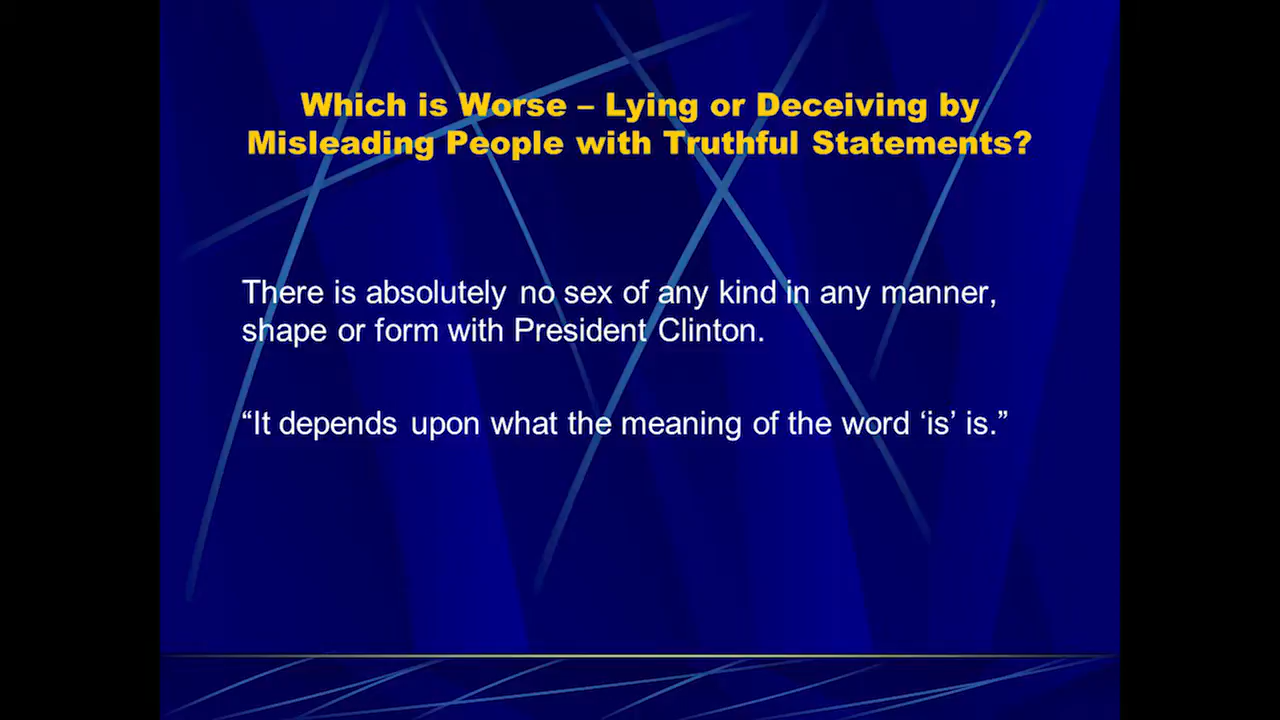 Which is Worse – Lying or Deceiving by
Misleading People with Truthful Statements?
There is absolutely no sex of any kind in any manner,
shape or form with President Clinton.
“It depends upon what the meaning of the word ‘is’ is.”